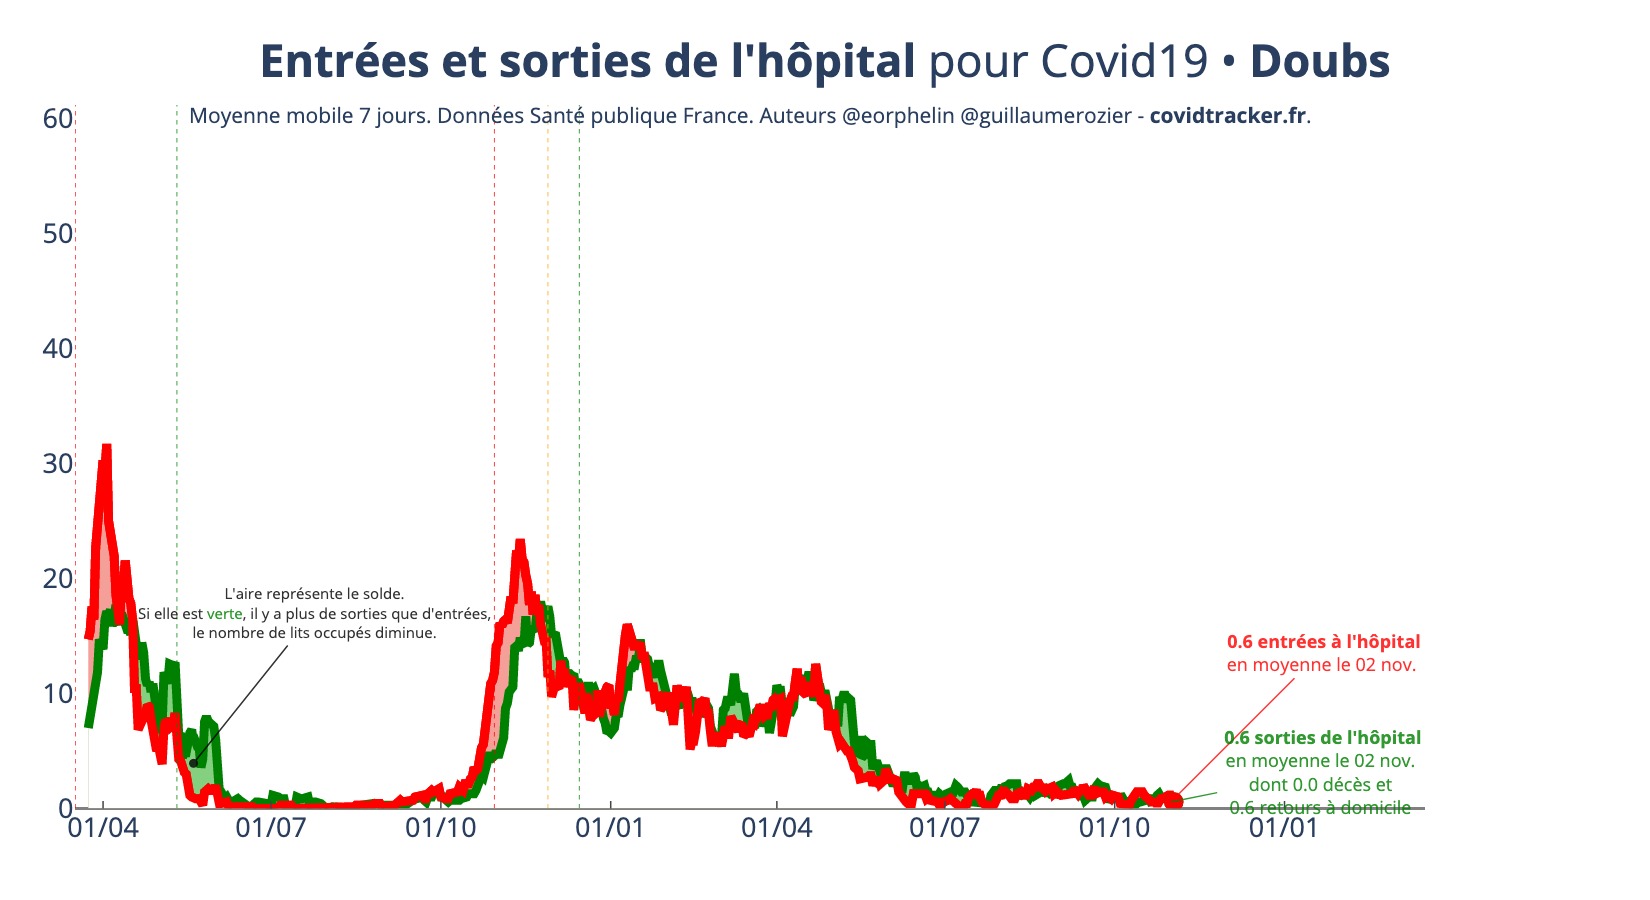 Entrées et sorties de l'hôpital pour Covid19 • Doubs
Moyenne mobile 7 jours. Données Santé publique France. Auteurs @eorphelin @guillaumerozier - covidtracker.fr.
60
50
40
30
20
10
0
L'aire représente le solde.
Si elle est verte, il y a plus de sorties que d'entrées,
le nombre de lits occupés diminue.
0.6 entrées à l'hôpital
en moyenne le 02 nov.
0.6 sorties de l'hôpital
en moyenne le 02 nov.
dont 0.0 décès et
0.6 retours à domicile
01/04 01/07 01/10 01/01 01/04 01/07 01/10 01/01